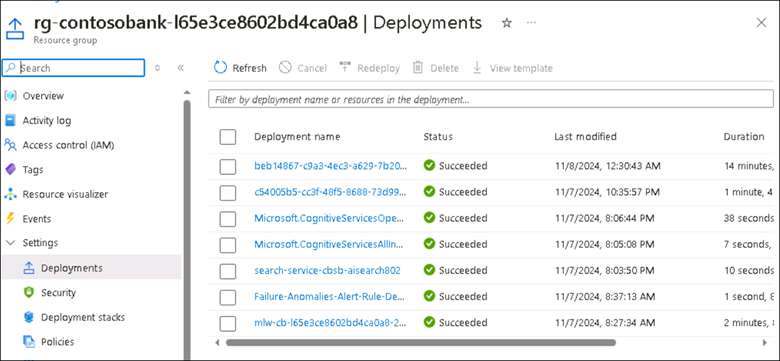 rg-contosobank-l65e3ce8602bd4ca0a8 | Deployments ☆ ...
Resource group
Search
Overview
Activity log
Access control (IAM)
Tags
Resource visualizer
Events
Settings
Deployments
Security
Deployment stacks
Policies
Refresh Cancel Redeploy Delete View template
Filter by deployment name or resources in the deployment...
Deployment name Status Last modified Duration
beb14867-c9a3-4ec3-a629-7b20... Succeeded 11/8/2024, 12:30:43 AM 14 minutes,
c54005b5-cc3f-48f5-8688-73d99... Succeeded 11/7/2024, 10:35:57 PM 1 minute, 4
Microsoft.CognitiveServicesOpe... Succeeded 11/7/2024, 8:06:44 PM 38 seconds
Microsoft.CognitiveServicesAllIn... Succeeded 11/7/2024, 8:05:08 PM 7 seconds,
search-service-cbsb-aisearch802 Succeeded 11/7/2024, 8:03:50 PM 10 seconds
Failure-Anomalies-Alert-Rule-De... Succeeded 11/7/2024, 8:37:13 AM 1 second, 8
mlw-cb-l65e3ce8602bd4ca0a8-2... Succeeded 11/7/2024, 8:27:34 AM 2 minutes,